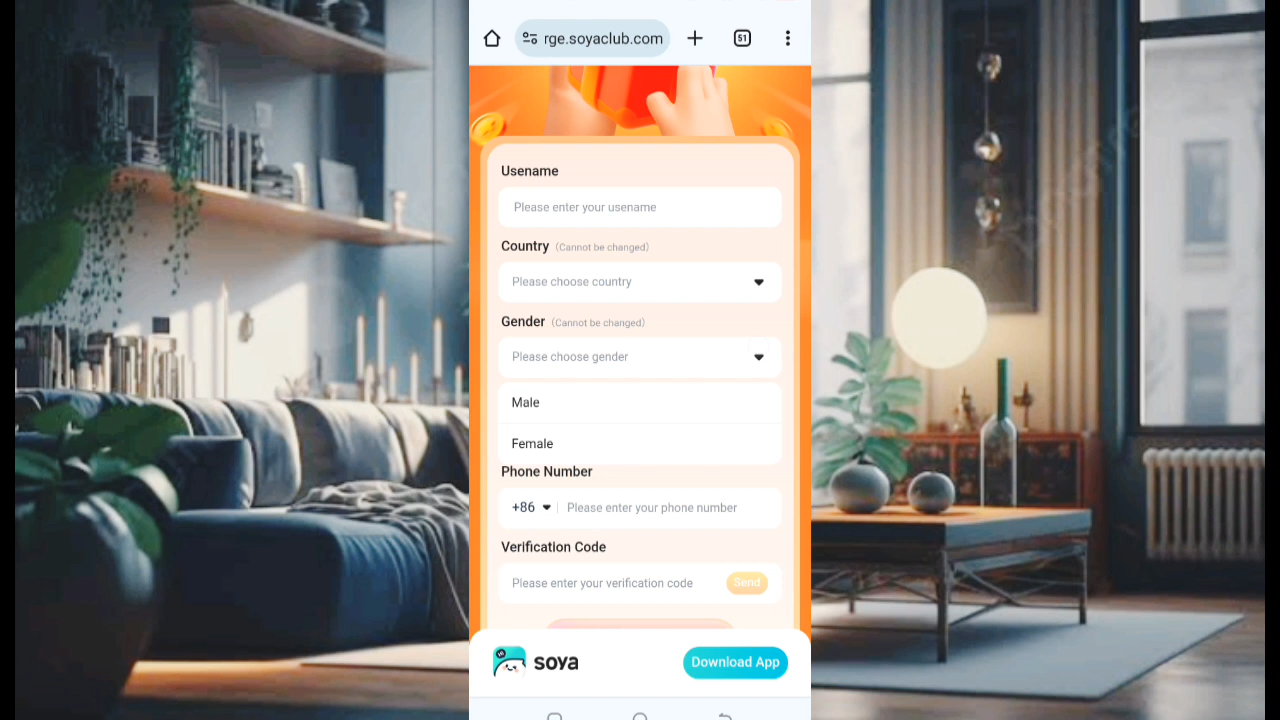 rge.soyaclub.com
51
Usename
Please enter your usename
Country (Cannot be changed)
Please choose country
Gender (Cannot be changed)
Please choose gender
Male
Female
Phone Number
+86 Please enter your phone number
Verification Code
Please enter your verification code Send
soya Download App